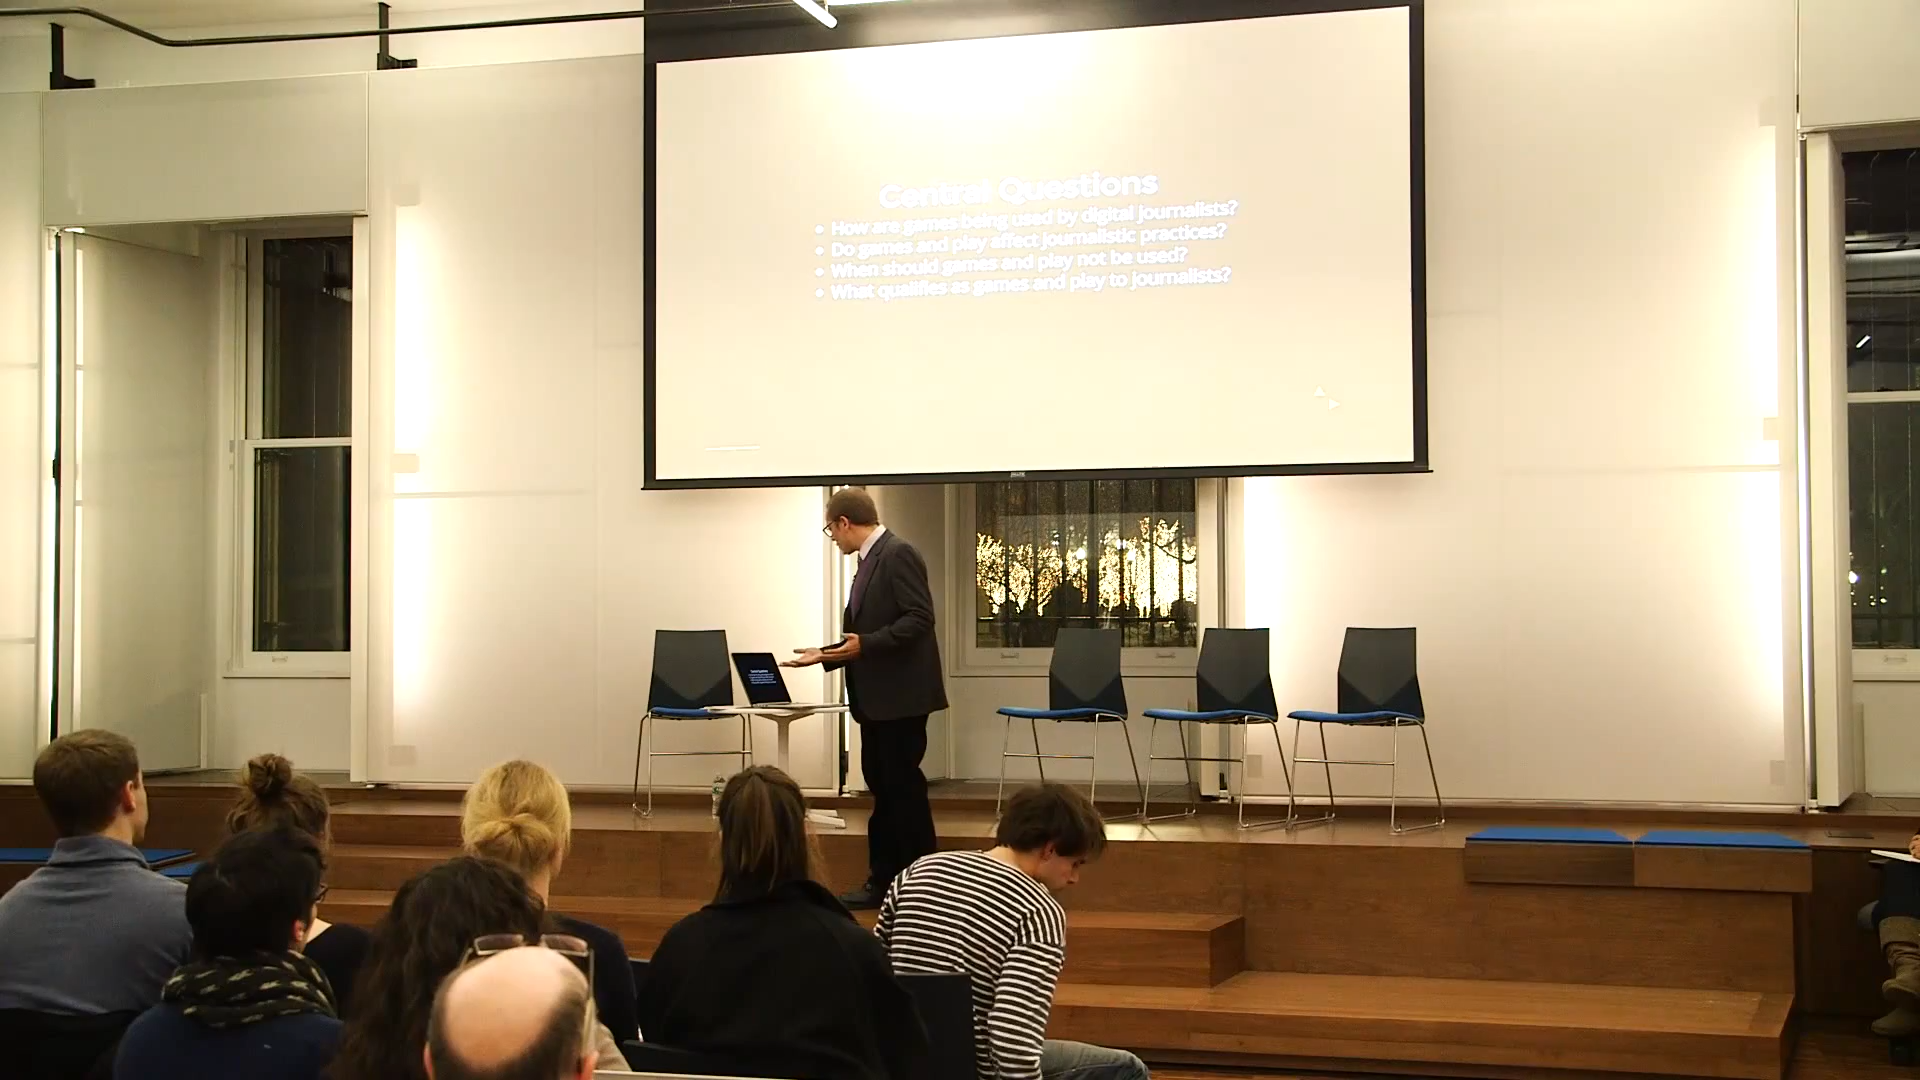 Central Questions
• How are games being used by digital journalists?
• Do games and play affect journalistic practices?
• When should games and play not be used?
• What qualifies as games and play to journalists?